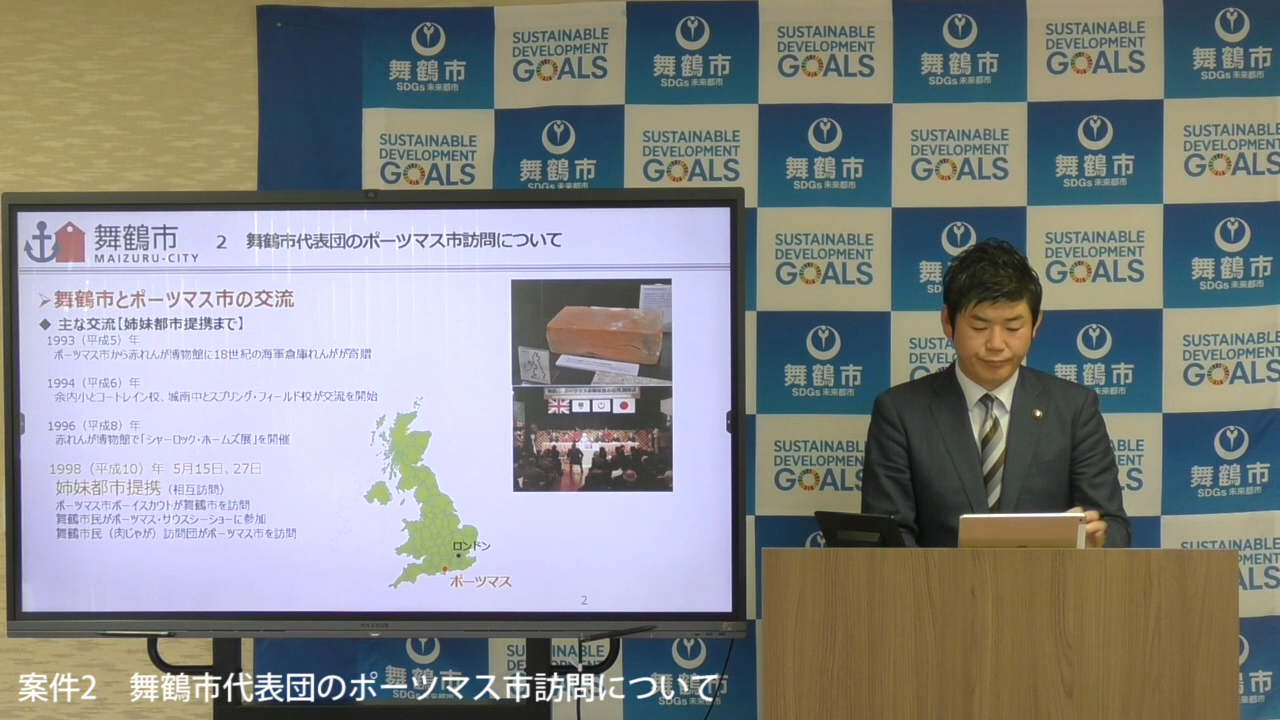 舞鶴市
SDGs未来都市
SUSTAINABLE
DEVELOPMENT
GOALS
舞鶴市
MAIZURU-CITY
2 舞鶴市代表団のポーツマス市訪問について
➢舞鶴市とポーツマス市の交流
◆ 主な交流【姉妹都市提携まで】
1993（平成5）年
ポーツマス市から赤れんが博物館に18世紀の海軍倉庫れんがが寄贈
1994（平成6）年
余内小とコートレイン校、城南中とスプリング・フィールド校が交流を開始
1996（平成8）年
赤れんが博物館で「シャーロック・ホームズ展」を開催
1998（平成10）年 5月15日、27日
姉妹都市提携（相互訪問）
ポーツマス市ボーイスカウトが舞鶴市を訪問
舞鶴市民がポーツマス・サウスシーショーに参加
舞鶴市民（肉じゃが）訪問団がポーツマス市を訪問
ロンドン
ポーツマス
2
案件2 舞鶴市代表団のポーツマス市訪問について